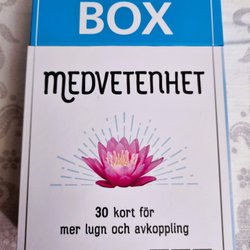 BOX
MEDVETENHET
30 kort för
mer lugn och avkoppling